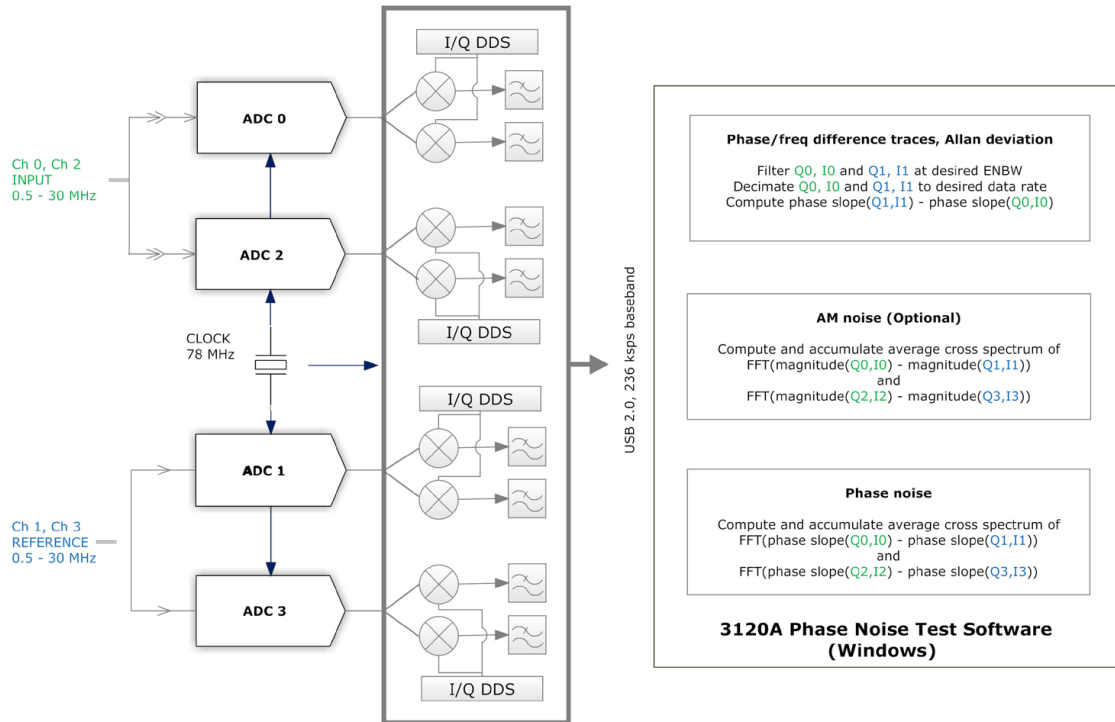 I/Q DDS
ADC 0
Ch 0, Ch 2
INPUT
0.5 - 30 MHz
ADC 2
I/Q DDS
CLOCK
78 MHz
I/Q DDS
ADC 1
Ch 1, Ch 3
REFERENCE
0.5 - 30 MHz
ADC 3
I/Q DDS
USB 2.0, 236 ksps baseband
Phase/freq difference traces, Allan deviation
Filter Q0, I0 and Q1, I1 at desired ENBW
Decimate Q0, I0 and Q1, I1 to desired data rate
Compute phase slope(Q1,I1) - phase slope(Q0,I0)
AM noise (Optional)
Compute and accumulate average cross spectrum of
FFT(magnitude(Q0,I0) - magnitude(Q1,I1))
and
FFT(magnitude(Q2,I2) - magnitude(Q3,I3))
Phase noise
Compute and accumulate average cross spectrum of
FFT(phase slope(Q0,I0) - phase slope(Q1,I1))
and
FFT(phase slope(Q2,I2) - phase slope(Q3,I3))
3120A Phase Noise Test Software
(Windows)